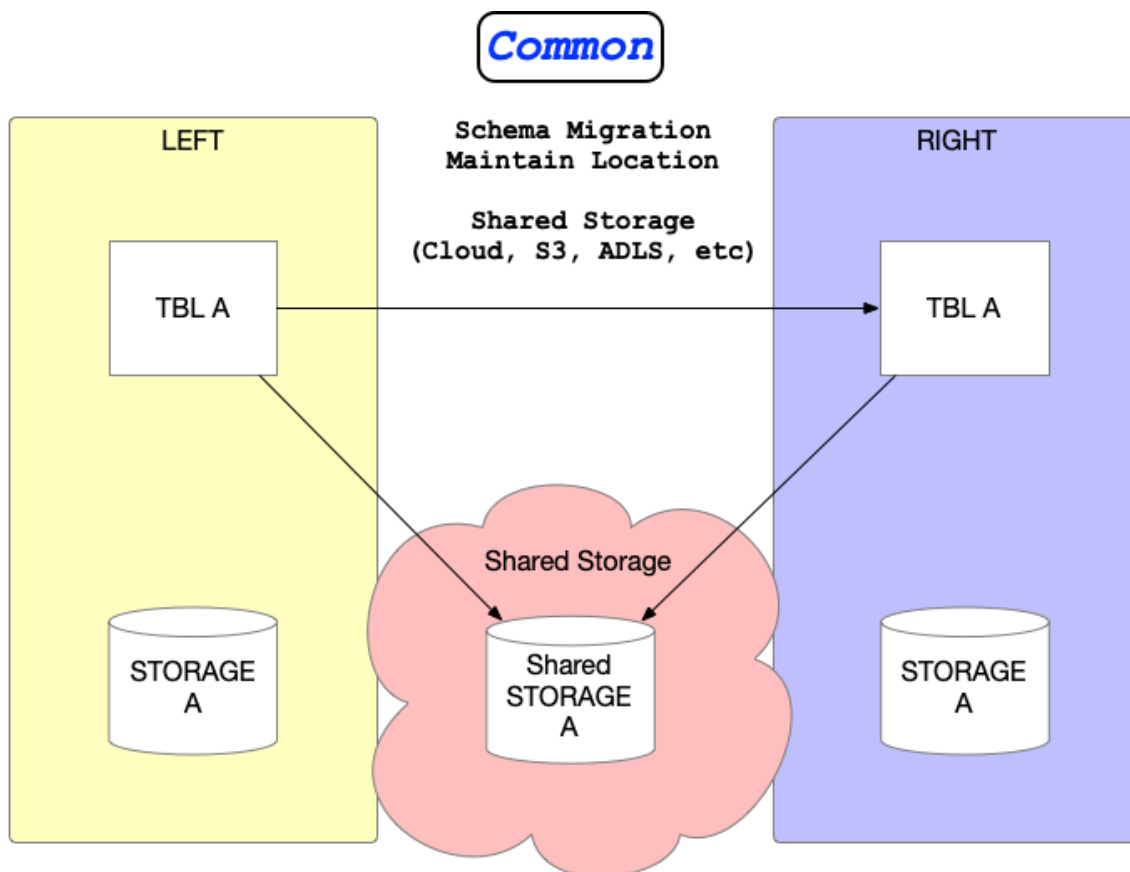 Common
LEFT
Schema Migration
Maintain Location
RIGHT
Shared Storage
(Cloud, S3, ADLS, etc)
TBL A
TBL A
Shared Storage
STORAGE
A
Shared
STORAGE
A
STORAGE
A